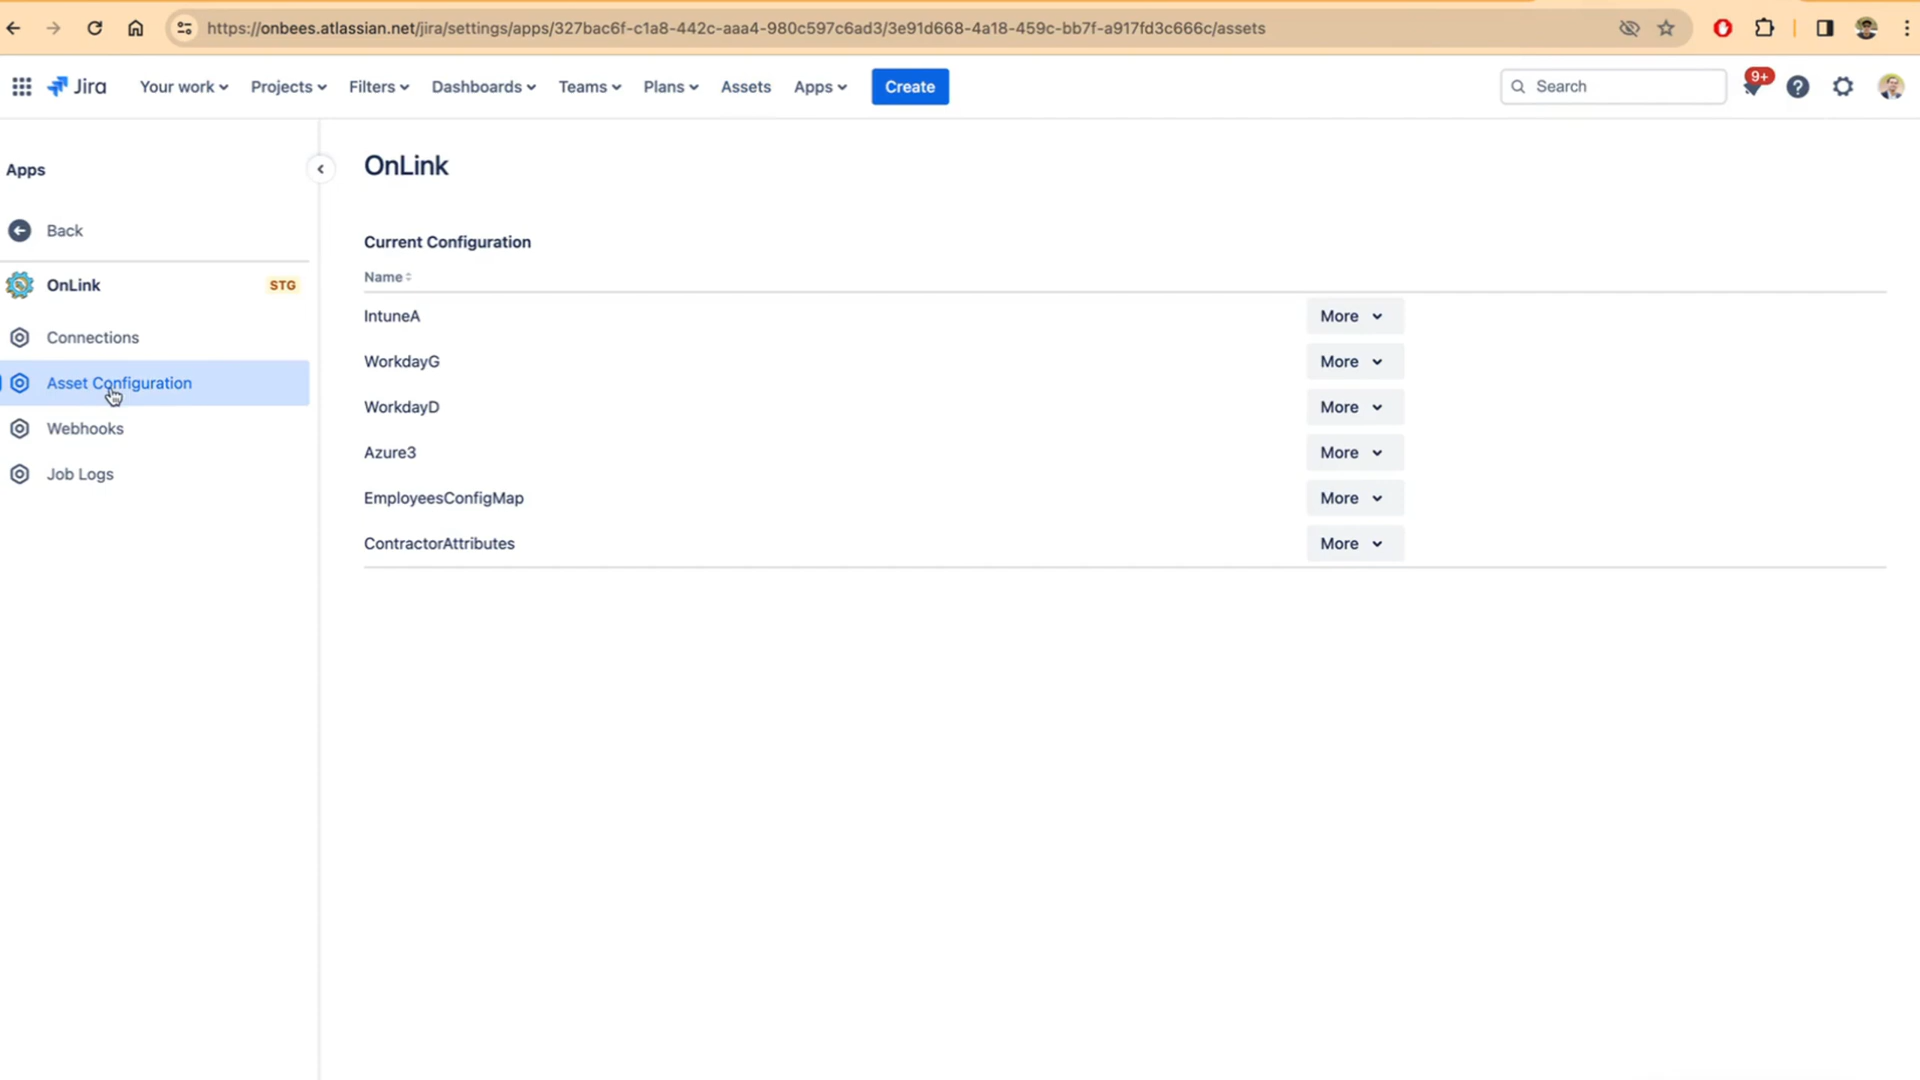 https://onbees.atlassian.net/jira/settings/apps/327bac6f-c1a8-442c-aaa4-980c597c6ad3/3e91d668-4a18-459c-bb7f-a917fd3c666c/assets
Jira Your work Projects Filters Dashboards Teams Plans Assets Apps Create Search 9+
Apps
Back
OnLink STG
Connections
Asset Configuration
Webhooks
Job Logs
OnLink
Current Configuration
Name
IntuneA More
WorkdayG More
WorkdayD More
Azure3 More
EmployeesConfigMap More
ContractorAttributes More